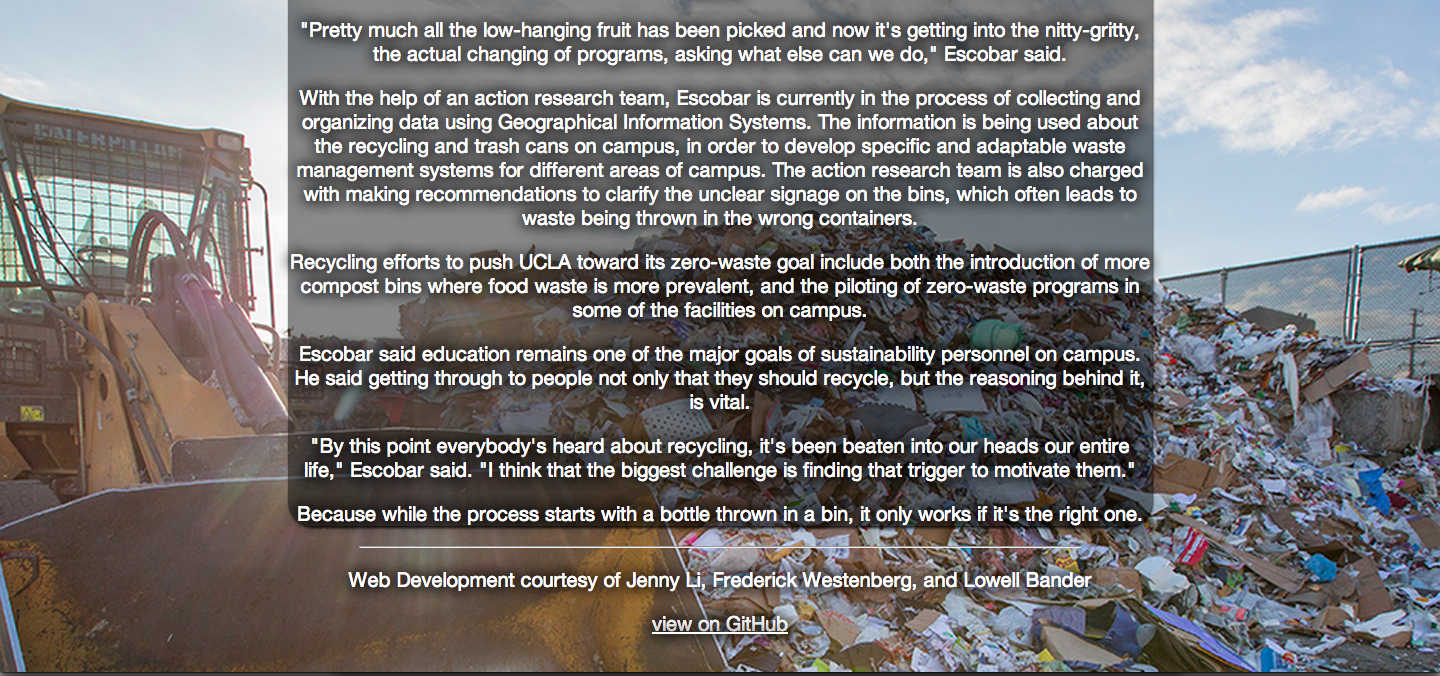 "Pretty much all the low-hanging fruit has been picked and now it's getting into the nitty-gritty,
the actual changing of programs, asking what else can we do," Escobar said.
With the help of an action research team, Escobar is currently in the process of collecting and
organizing data using Geographical Information Systems. The information is being used about
the recycling and trash cans on campus, in order to develop specific and adaptable waste
management systems for different areas of campus. The action research team is also charged
with making recommendations to clarify the unclear signage on the bins, which often leads to
waste being thrown in the wrong containers.
Recycling efforts to push UCLA toward its zero-waste goal include both the introduction of more
compost bins where food waste is more prevalent, and the piloting of zero-waste programs in
some of the facilities on campus.
Escobar said education remains one of the major goals of sustainability personnel on campus.
He said getting through to people not only that they should recycle, but the reasoning behind it,
is vital.
"By this point everybody's heard about recycling, it's been beaten into our heads our entire
life," Escobar said. "I think that the biggest challenge is finding that trigger to motivate them."
Because while the process starts with a bottle thrown in a bin, it only works if it's the right one.
Web Development courtesy of Jenny Li, Frederick Westenberg, and Lowell Bander
view on GitHub
CATERPILLAR